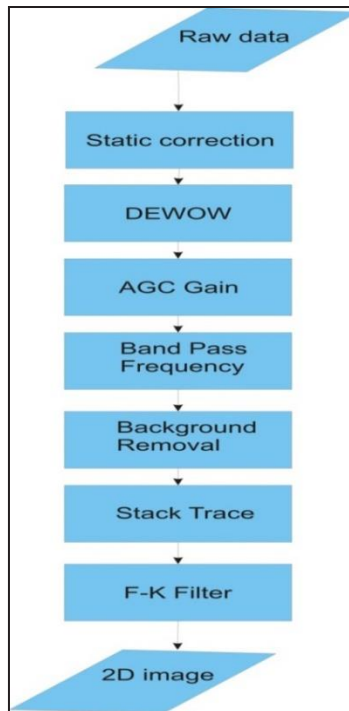 Raw data
Static correction
DEWOW
AGC Gain
Band Pass
Frequency
Background
Removal
Stack Trace
F-K Filter
2D image